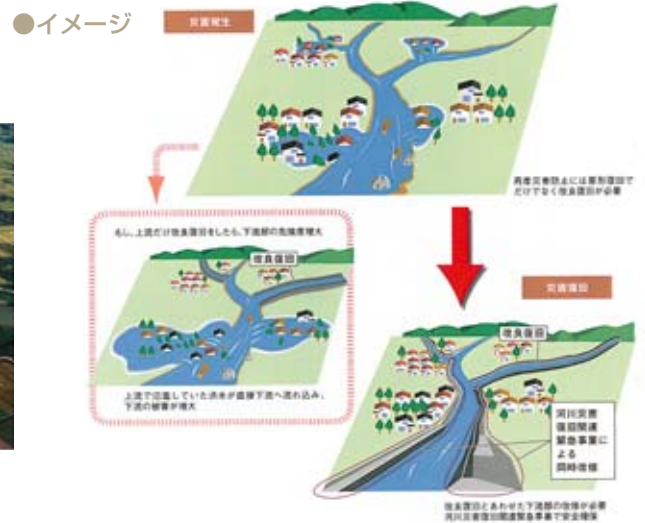 ●イメージ
災害発生
再度災害防止には原形復旧で
だけでなく改良復旧が必要
もし、上流だけ改良復旧をしたら、下流部の危険度増大
改良復旧
上流で氾濫していた洪水が直接下流へ流れ込み、
下流の被害が増大
災害復旧
改良復旧
河川災害
復旧関連
緊急事業に
よる
同時改修
改良復旧とあわせた下流部の改修が必要
河川災害復旧関連緊急事業で安全確保